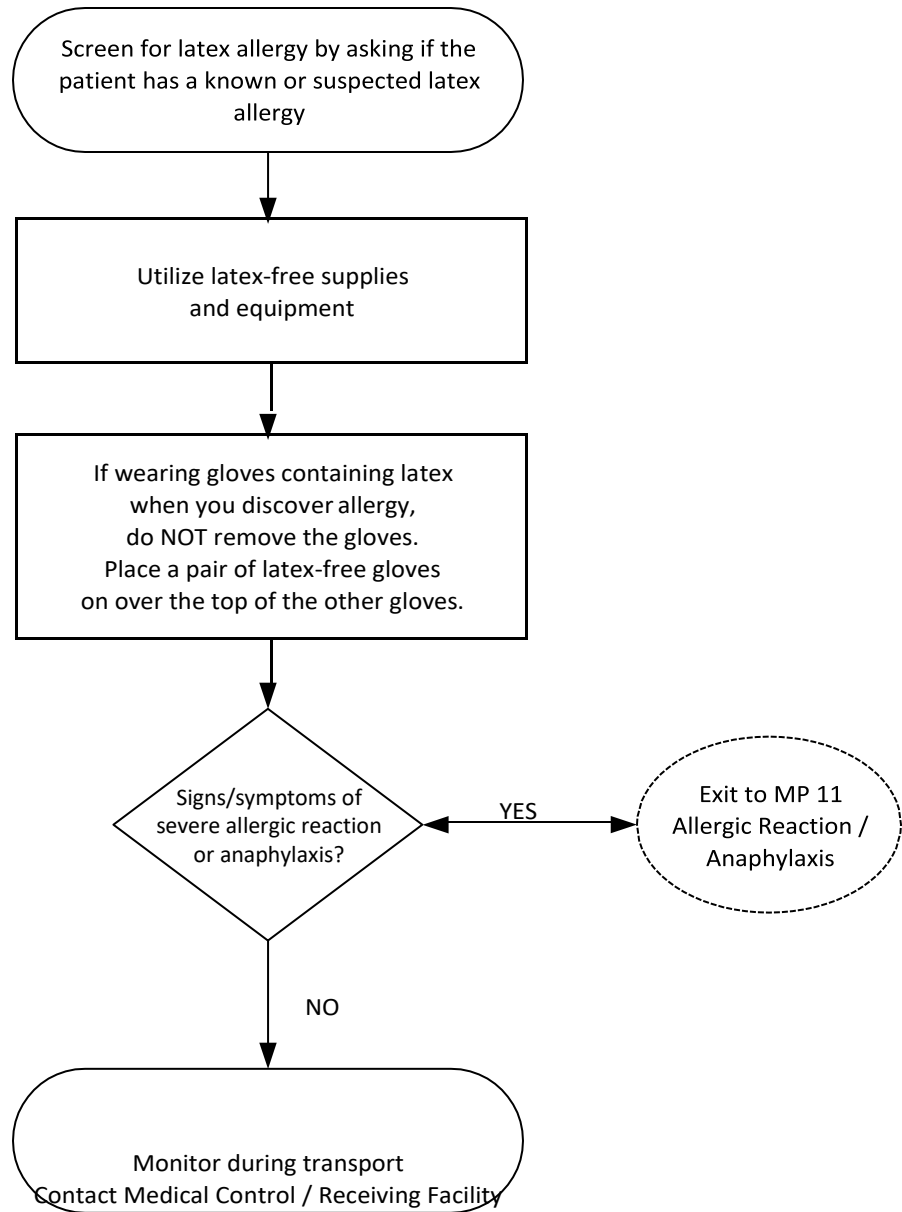 Screen for latex allergy by asking if the
patient has a known or suspected latex
allergy
Utilize latex-free supplies
and equipment
If wearing gloves containing latex
when you discover allergy,
do NOT remove the gloves.
Place a pair of latex-free gloves
on over the top of the other gloves.
Signs/symptoms of
severe allergic reaction
or anaphylaxis?
YES
Exit to MP 11
Allergic Reaction /
Anaphylaxis
NO
Monitor during transport
Contact Medical Control / Receiving Facility